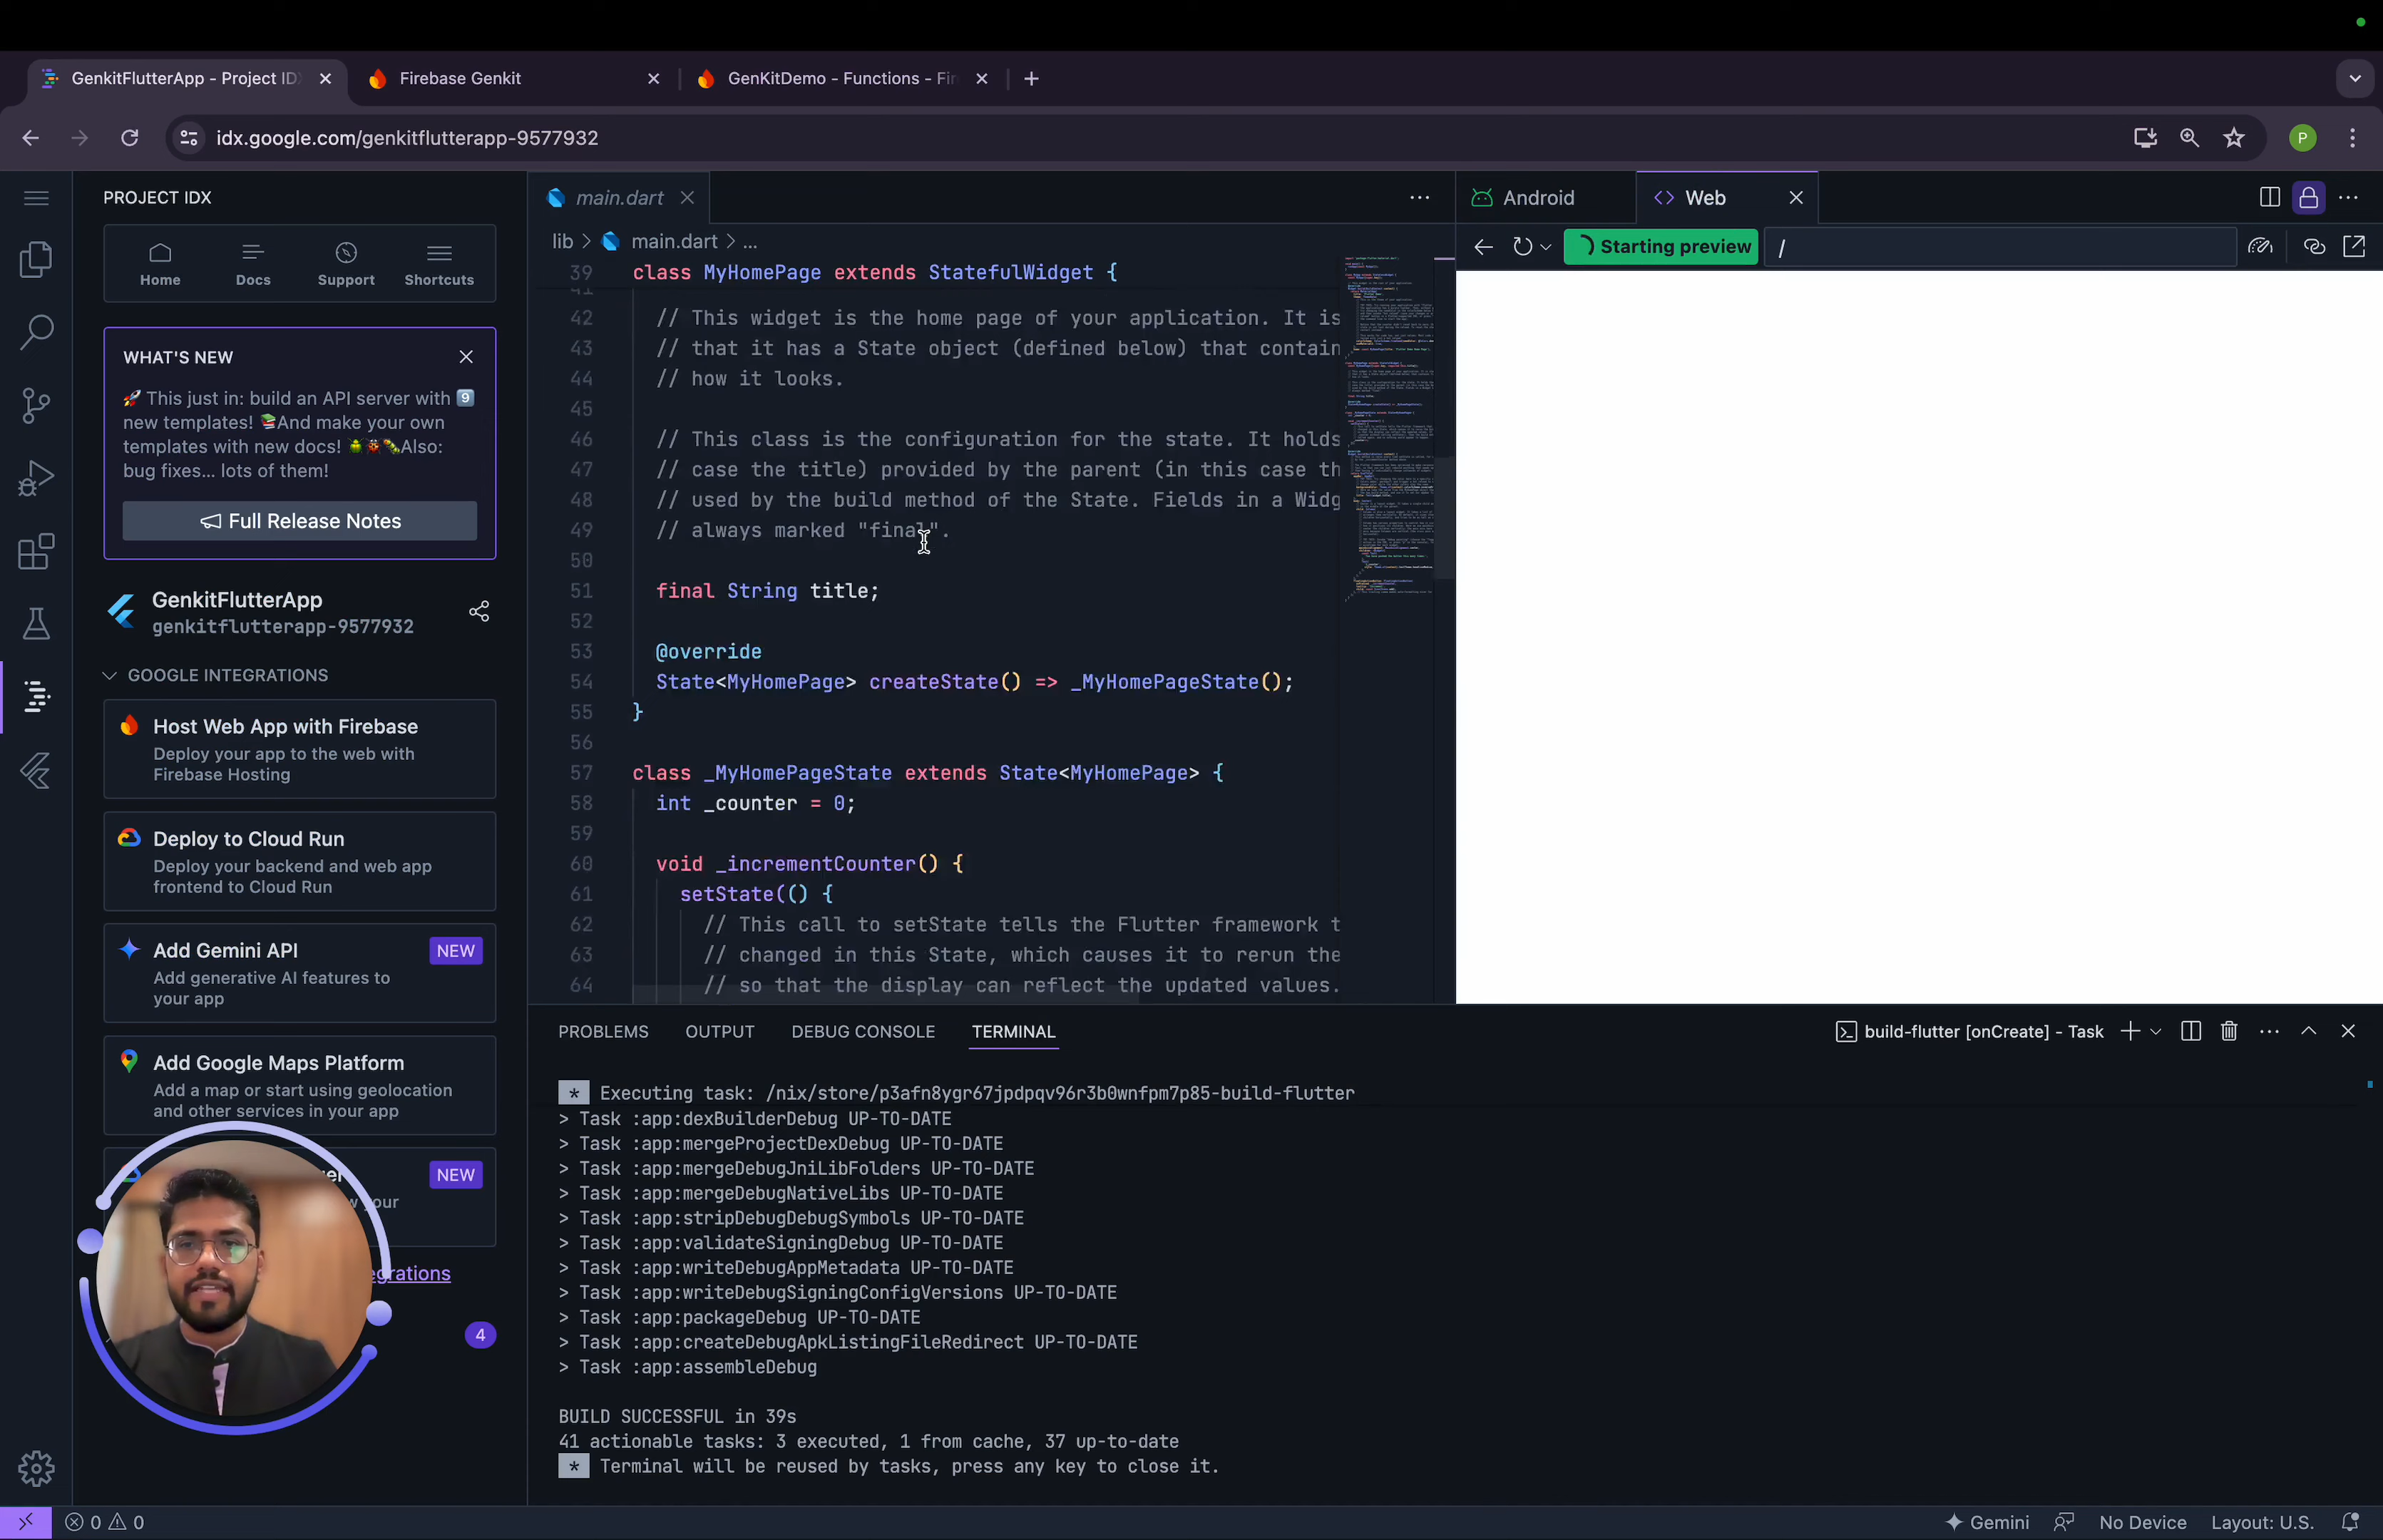 GenkitFlutterApp - Project IDX
Firebase Genkit
GenKitDemo - Functions - Fir
idx.google.com/genkitflutterapp-9577932
P
PROJECT IDX
Home
Docs
Support
Shortcuts
WHAT'S NEW
🚀 This just in: build an API server with 9️⃣
new templates! 📚And make your own
templates with new docs! 🪲🐞🐛Also:
bug fixes... lots of them!
Full Release Notes
GenkitFlutterApp
genkitflutterapp-9577932
GOOGLE INTEGRATIONS
Host Web App with Firebase
Deploy your app to the web with
Firebase Hosting
Deploy to Cloud Run
Deploy your backend and web app
frontend to Cloud Run
Add Gemini API
NEW
Add generative AI features to
your app
Add Google Maps Platform
Add a map or start using geolocation
and other services in your app
NEW
your
egrations
4
main.dart
lib > main.dart > ...
39 class MyHomePage extends StatefulWidget {
41
42 // This widget is the home page of your application. It is
43 // that it has a State object (defined below) that contain
44 // how it looks.
45
46 // This class is the configuration for the state. It holds
47 // case the title) provided by the parent (in this case th
48 // used by the build method of the State. Fields in a Widg
49 // always marked "final".
50
51 final String title;
52
53 @override
54 State<MyHomePage> createState() => _MyHomePageState();
55 }
56
57 class _MyHomePageState extends State<MyHomePage> {
58 int _counter = 0;
59
60 void _incrementCounter() {
61 setState(() {
62 // This call to setState tells the Flutter framework t
63 // changed in this State, which causes it to rerun the
64 // so that the display can reflect the updated values.
Android
Web
Starting preview
/
PROBLEMS
OUTPUT
DEBUG CONSOLE
TERMINAL
build-flutter [onCreate] - Task
* Executing task: /nix/store/p3afn8ygr67jpdpqv96r3b0wnfpm7p85-build-flutter
> Task :app:dexBuilderDebug UP-TO-DATE
> Task :app:mergeProjectDexDebug UP-TO-DATE
> Task :app:mergeDebugJniLibFolders UP-TO-DATE
> Task :app:mergeDebugNativeLibs UP-TO-DATE
> Task :app:stripDebugDebugSymbols UP-TO-DATE
> Task :app:validateSigningDebug UP-TO-DATE
> Task :app:writeDebugAppMetadata UP-TO-DATE
> Task :app:writeDebugSigningConfigVersions UP-TO-DATE
> Task :app:packageDebug UP-TO-DATE
> Task :app:createDebugApkListingFileRedirect UP-TO-DATE
> Task :app:assembleDebug
BUILD SUCCESSFUL in 39s
41 actionable tasks: 3 executed, 1 from cache, 37 up-to-date
* Terminal will be reused by tasks, press any key to close it.
0 0
Gemini
No Device
Layout: U.S.